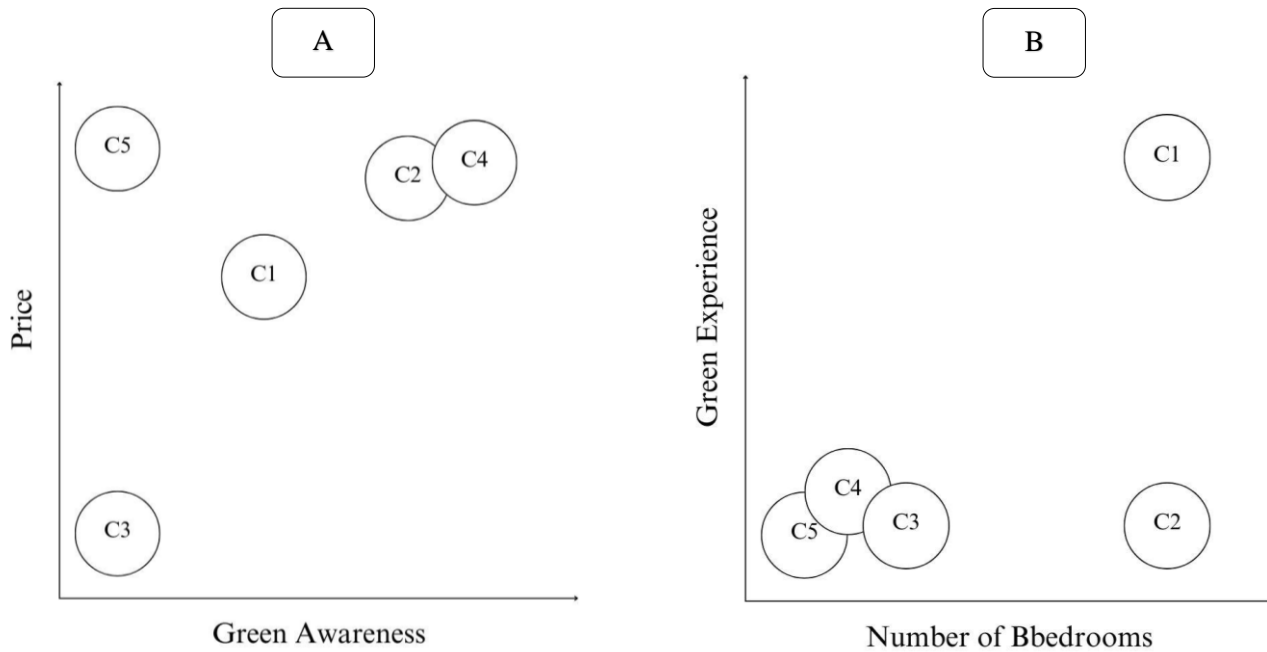 A
C5
C2
C4
C1
C3
Price
Green Awareness
B
C1
C4
C5
C3
C2
Green Experience
Number of Bbedrooms